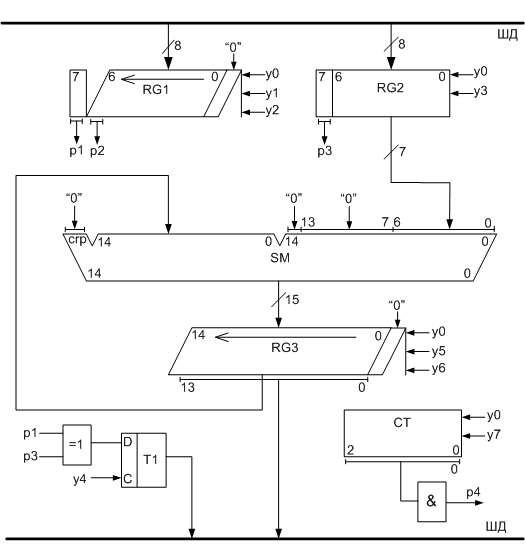 ШД
8
8
"0"
7
6
0
RG1
y0
y1
y2
7
6
0
RG2
y0
y3
p1
p2
p3
7
"0"
"0"
"0"
13
7
6
0
crp
14
0
14
0
SM
14
0
15
"0"
14
0
RG3
y0
y5
y6
13
0
CT
y0
y7
2
0
0
p1
p3
=1
D
T1
y4
C
&
p4
ШД